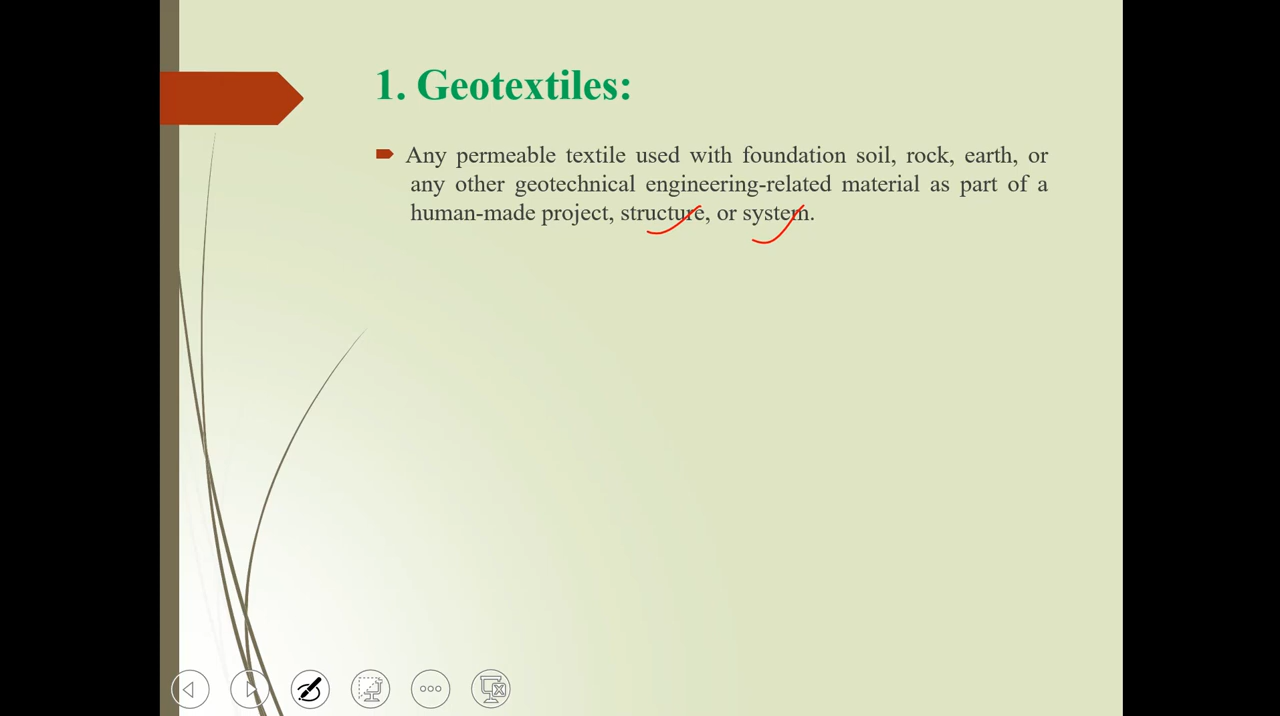 1. Geotextiles:
Any permeable textile used with foundation soil, rock, earth, or
any other geotechnical engineering-related material as part of a
human-made project, structure, or system.